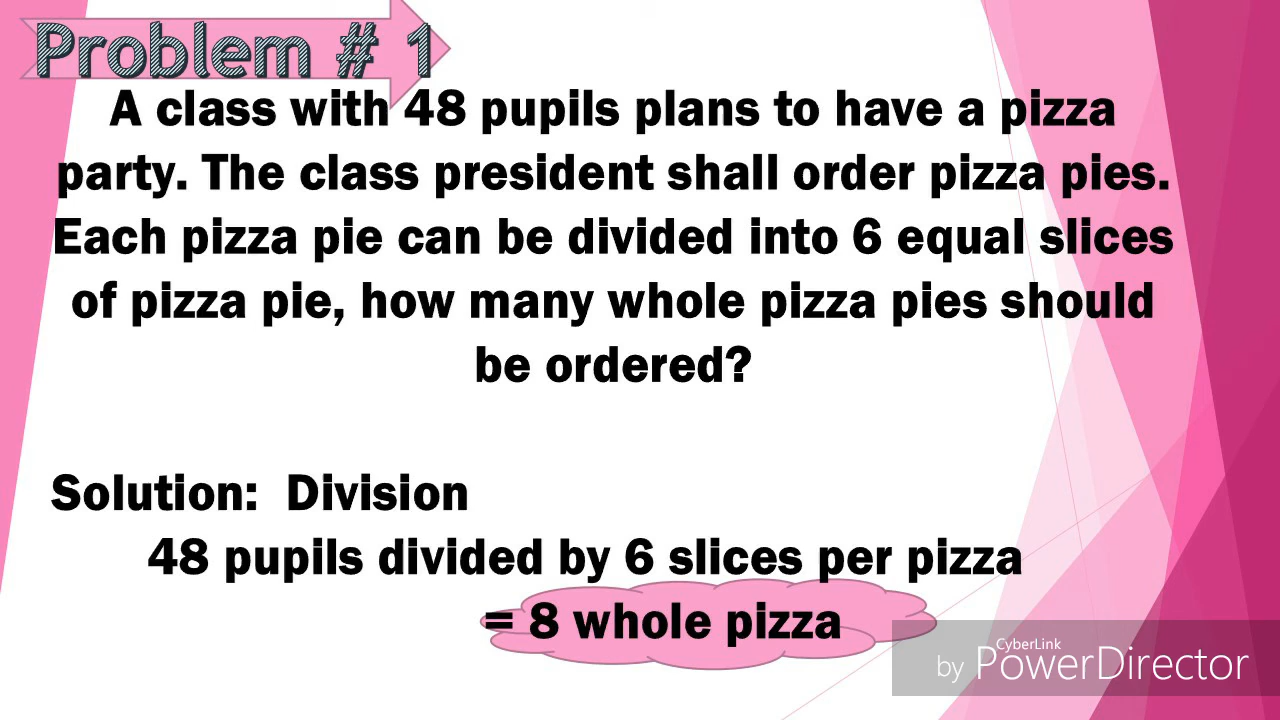 Problem # 1
A class with 48 pupils plans to have a pizza
party. The class president shall order pizza pies.
Each pizza pie can be divided into 6 equal slices
of pizza pie, how many whole pizza pies should
be ordered?
Solution: Division
48 pupils divided by 6 slices per pizza
= 8 whole pizza
CyberLink
by PowerDirector